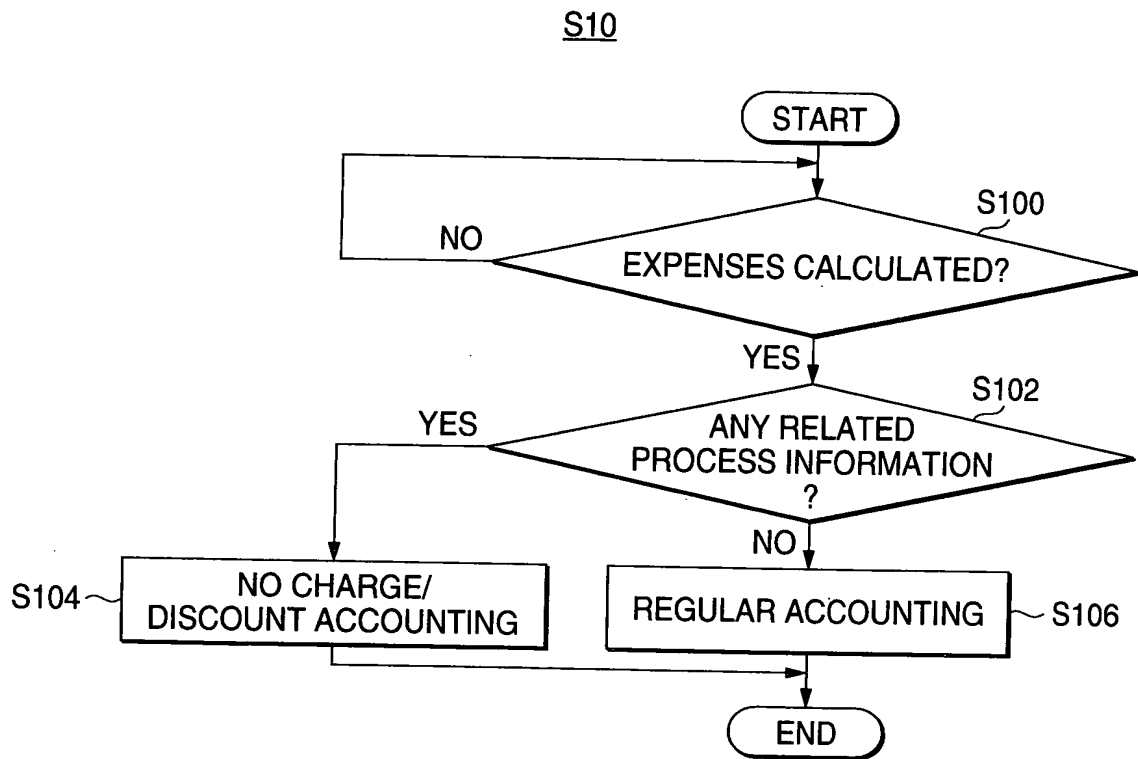 S10
START
S100
NO
EXPENSES CALCULATED?
YES
S102
YES
ANY RELATED
PROCESS INFORMATION
?
NO
S104
NO CHARGE/
DISCOUNT ACCOUNTING
REGULAR ACCOUNTING
S106
END